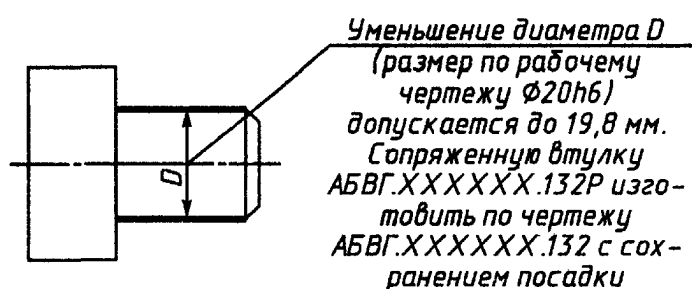 Уменьшение диаметра D
(размер по рабочему
чертежу Ф20h6)
допускается до 19,8 мм.
Сопряженную втулку
АБВГ.XXXXXX.132Р изго-
товить по чертежу
АБВГ.XXXXXX.132 с сох-
ранением посадки
D